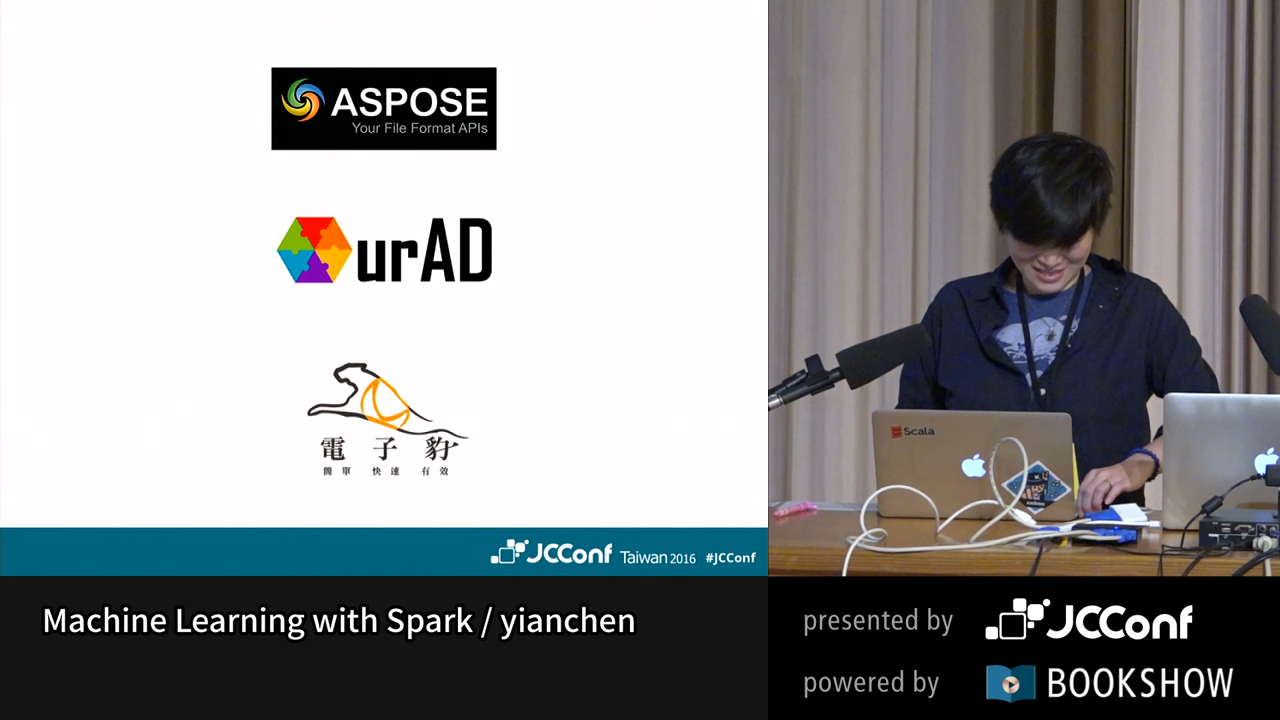 ASPOSE
Your File Format APIs
urAD
電子豹
簡單 快速 有效
JCConf Taiwan 2016 #JCConf
Scala
Machine Learning with Spark / yianchen
presented by JCConf
powered by BOOKSHOW